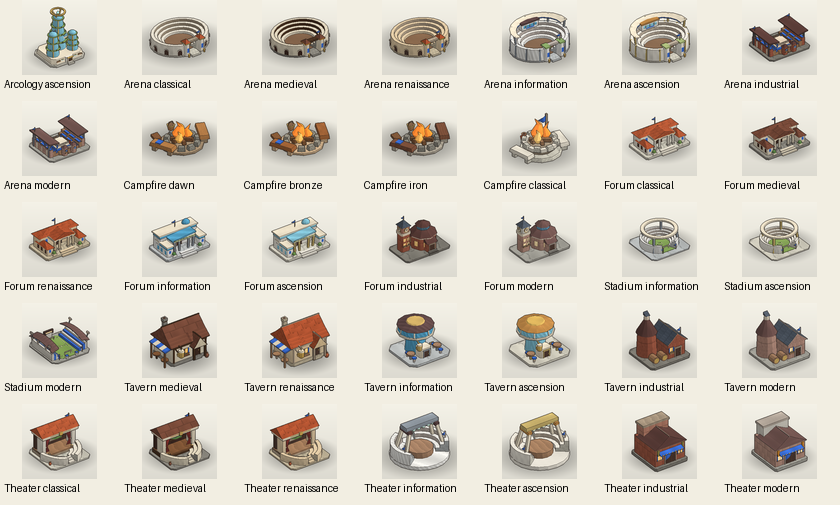 Arcology ascension
Arena classical
Arena medieval
Arena renaissance
Arena information
Arena ascension
Arena industrial
Arena modern
Campfire dawn
Campfire bronze
Campfire iron
Campfire classical
Forum classical
Forum medieval
Forum renaissance
Forum information
Forum ascension
Forum industrial
Forum modern
Stadium information
Stadium ascension
Stadium modern
Tavern medieval
Tavern renaissance
Tavern information
Tavern ascension
Tavern industrial
Tavern modern
Theater classical
Theater medieval
Theater renaissance
Theater information
Theater ascension
Theater industrial
Theater modern